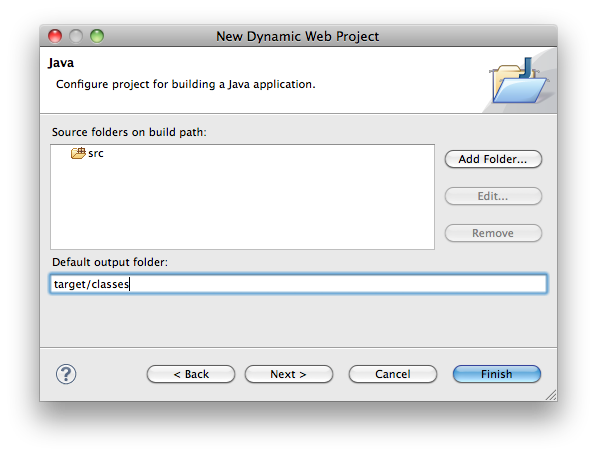 New Dynamic Web Project
Java
Configure project for building a Java application.
Source folders on build path:
src
Add Folder...
Edit...
Remove
Default output folder:
target/classes
?
< Back
Next >
Cancel
Finish